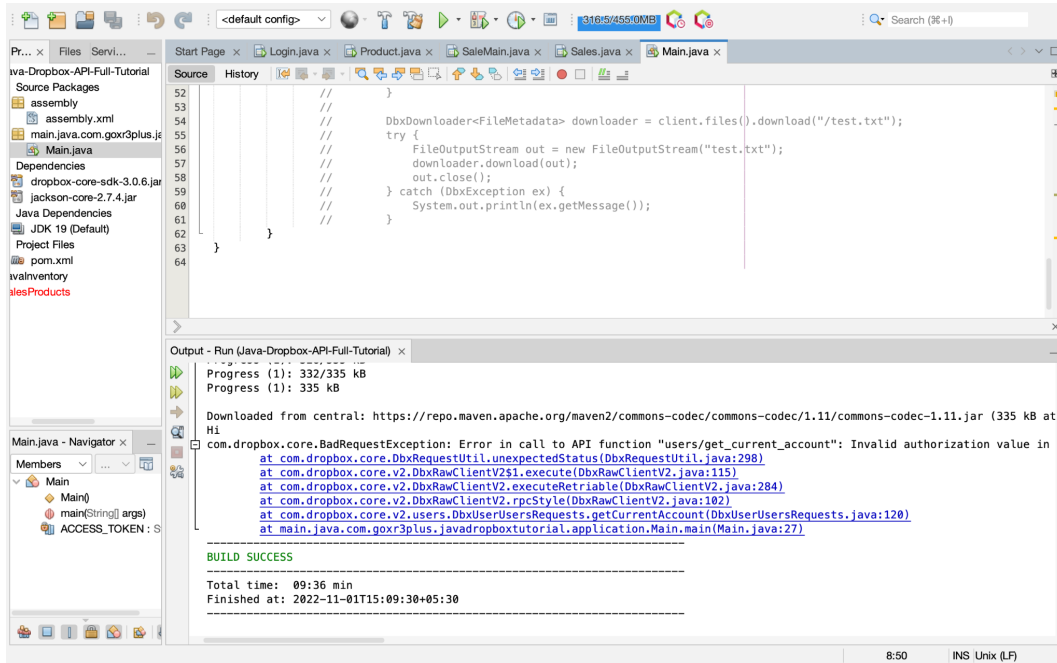 <default config>
316.5/455.0MB
Search (⌘+I)
Pr...
Files
Servi...
Start Page
Login.java
Product.java
SaleMain.java
Sales.java
Main.java
ava-Dropbox-API-Full-Tutorial
Source Packages
assembly
assembly.xml
main.java.com.goxr3plus.ja
Main.java
Dependencies
dropbox-core-sdk-3.0.6.jar
jackson-core-2.7.4.jar
Java Dependencies
JDK 19 (Default)
Project Files
pom.xml
avaInventory
alesProducts
Source
History
52 // }
53 //
54 // DbxDownloader<FileMetadata> downloader = client.files().download("/test.txt");
55 // try {
56 // FileOutputStream out = new FileOutputStream("test.txt");
57 // downloader.download(out);
58 // out.close();
59 // } catch (DbxException ex) {
60 // System.out.println(ex.getMessage());
61 // }
62 }
63 }
64
Output - Run (Java-Dropbox-API-Full-Tutorial)
Progress (1): 332/335 kB
Progress (1): 335 kB
Downloaded from central: https://repo.maven.apache.org/maven2/commons-codec/commons-codec/1.11/commons-codec-1.11.jar (335 kB at
Hi
com.dropbox.core.BadRequestException: Error in call to API function "users/get_current_account": Invalid authorization value in
at com.dropbox.core.DbxRequestUtil.unexpectedStatus(DbxRequestUtil.java:298)
at com.dropbox.core.v2.DbxRawClientV2$1.execute(DbxRawClientV2.java:115)
at com.dropbox.core.v2.DbxRawClientV2.executeRetriable(DbxRawClientV2.java:284)
at com.dropbox.core.v2.DbxRawClientV2.rpcStyle(DbxRawClientV2.java:102)
at com.dropbox.core.v2.users.DbxUserUsersRequests.getCurrentAccount(DbxUserUsersRequests.java:120)
at main.java.com.goxr3plus.javadropboxtutorial.application.Main.main(Main.java:27)
------------------------------------------------------------------------
BUILD SUCCESS
------------------------------------------------------------------------
Total time: 09:36 min
Finished at: 2022-11-01T15:09:30+05:30
------------------------------------------------------------------------
Main.java - Navigator
Members
...
Main
Main()
main(String[] args)
ACCESS_TOKEN : S
8:50
INS
Unix (LF)